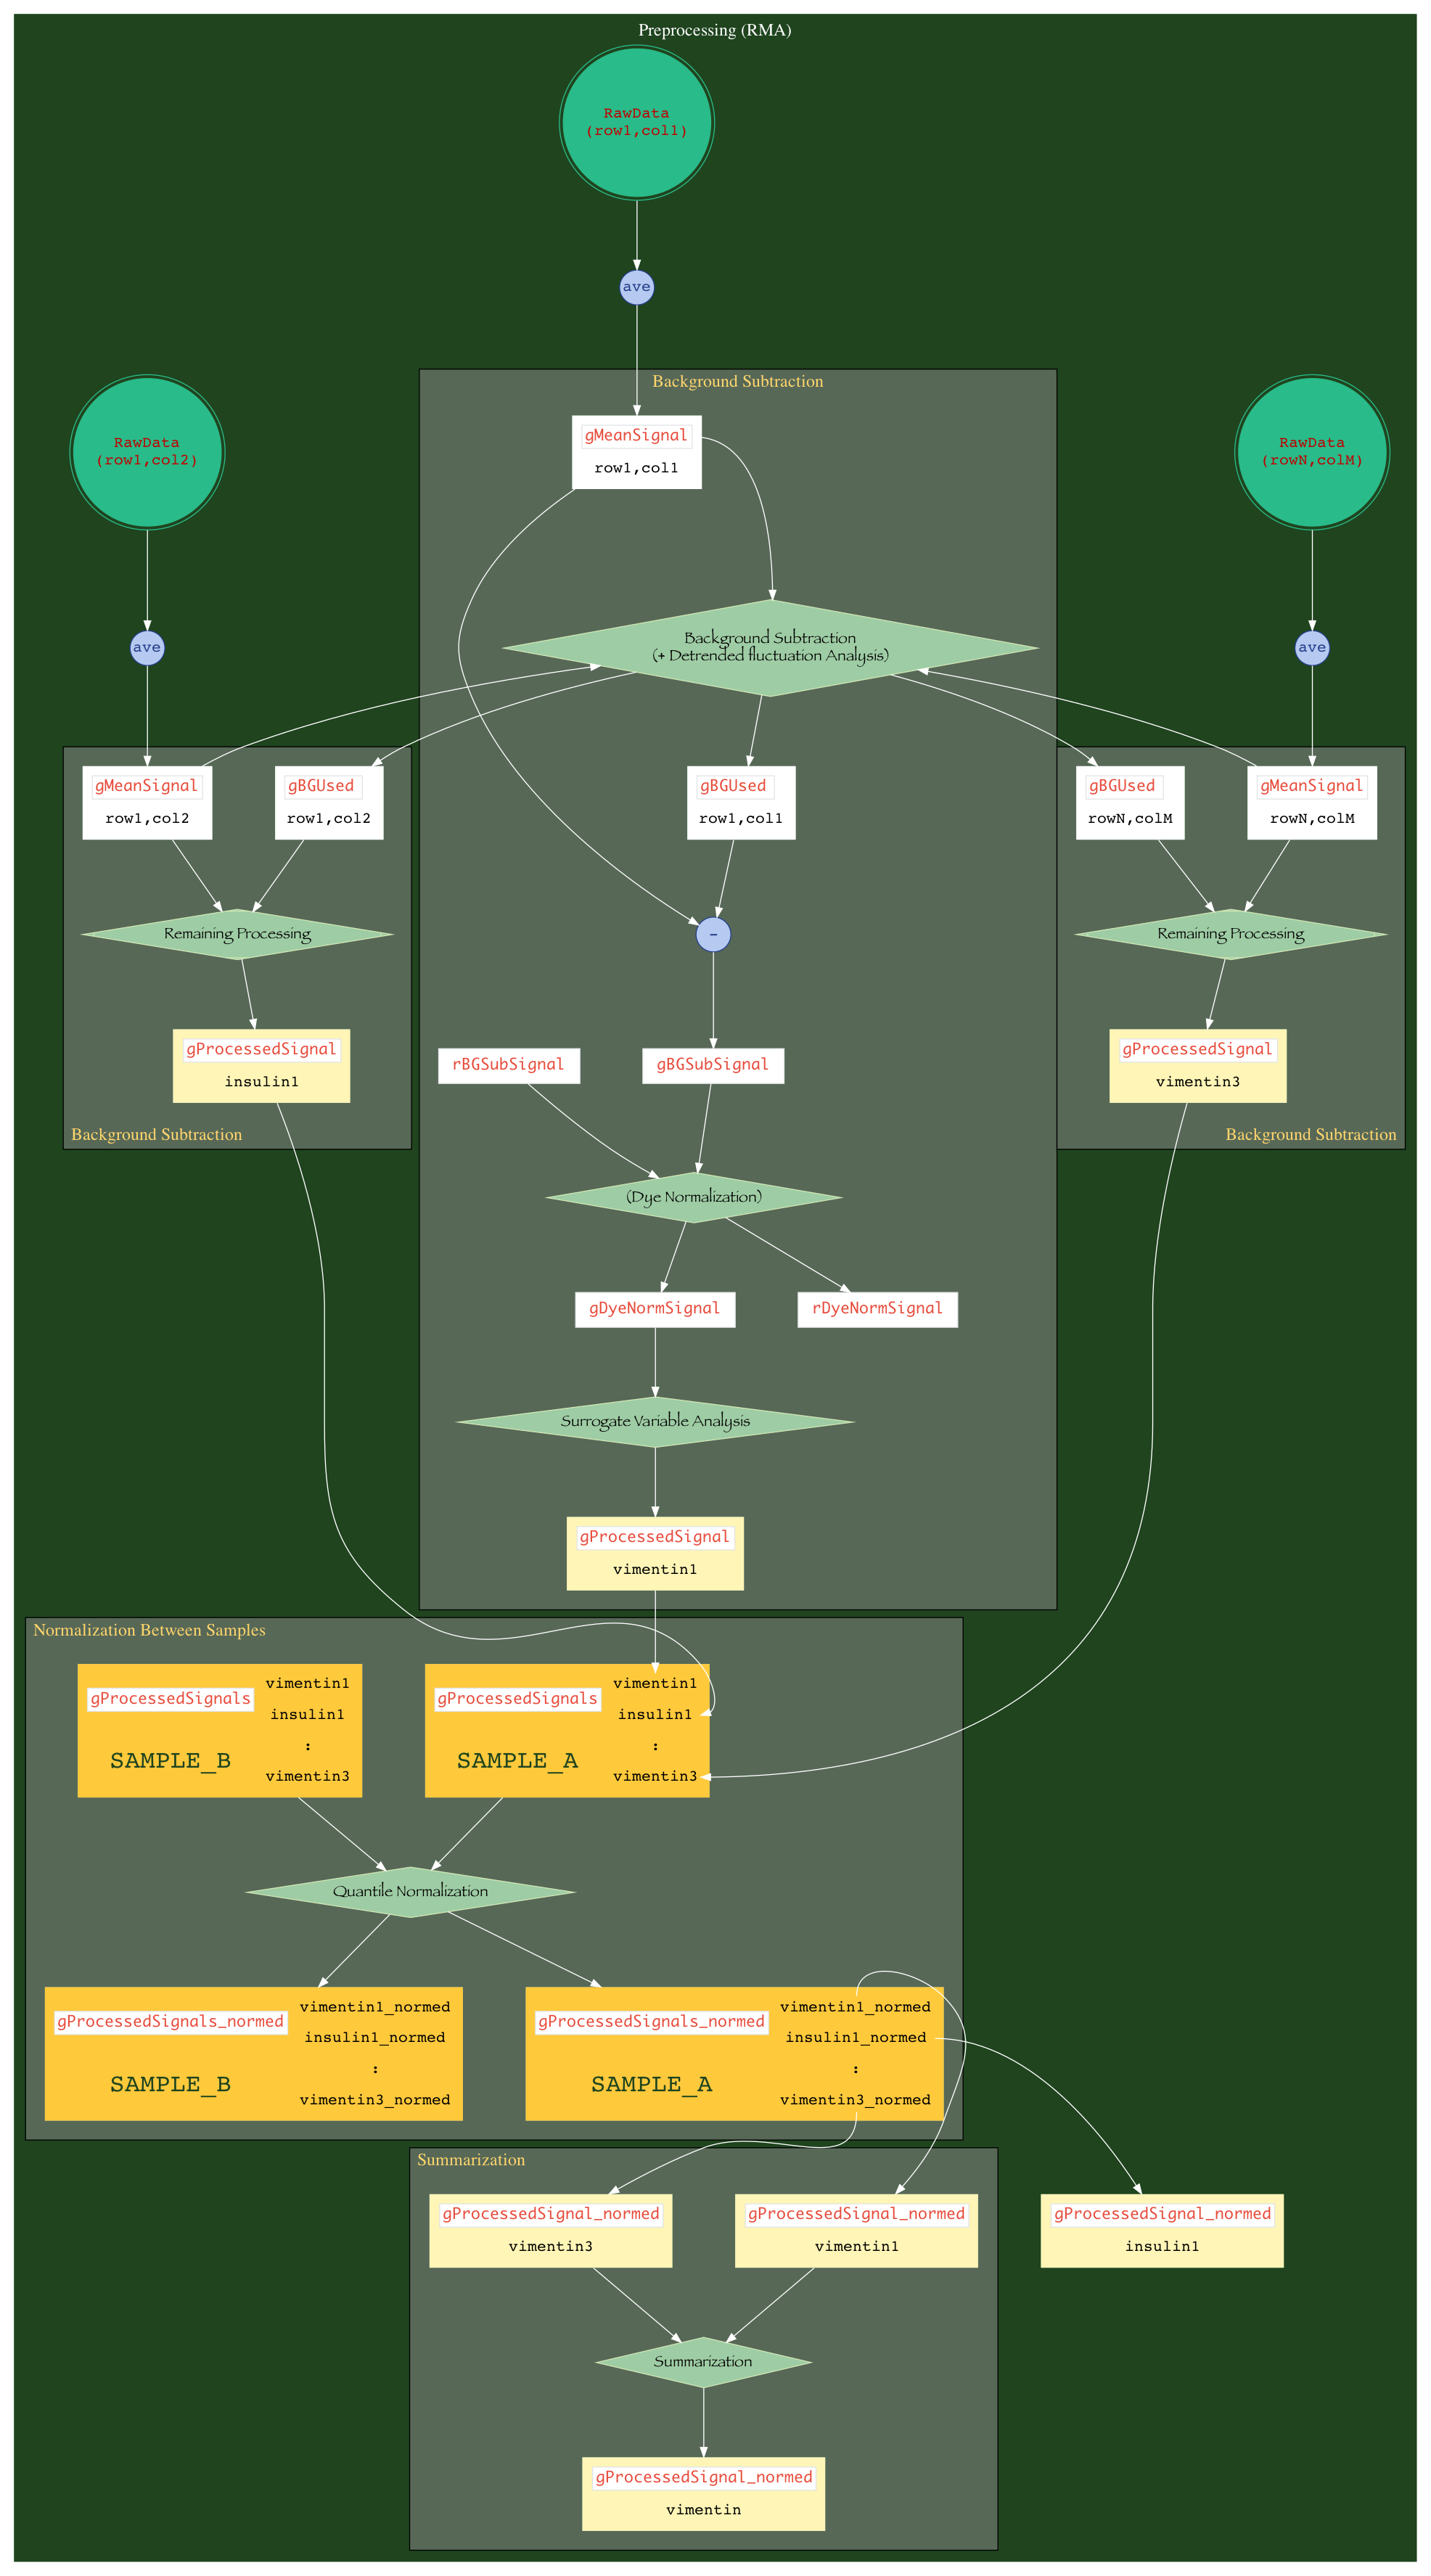 Preprocessing (RMA)
RawData
(row1,col1)
ave
Background Subtraction
RawData
(row1,col2)
RawData
(rowN,colM)
gMeanSignal
row1,col1
ave
Background Subtraction
(+ Detrended fluctuation Analysis)
ave
gMeanSignal
row1,col2
gBGUsed
row1,col2
gBGUsed
row1,col1
gBGUsed
rowN,colM
gMeanSignal
rowN,colM
Remaining Processing
-
Remaining Processing
gProcessedSignal
insulin1
rBGSubSignal
gBGSubSignal
gProcessedSignal
vimentin3
Background Subtraction
Background Subtraction
(Dye Normalization)
gDyeNormSignal
rDyeNormSignal
Surrogate Variable Analysis
gProcessedSignal
vimentin1
Normalization Between Samples
gProcessedSignals
SAMPLE_B
vimentin1
insulin1
:
vimentin3
gProcessedSignals
SAMPLE_A
vimentin1
insulin1
:
vimentin3
Quantile Normalization
gProcessedSignals_normed
SAMPLE_B
vimentin1_normed
insulin1_normed
:
vimentin3_normed
gProcessedSignals_normed
SAMPLE_A
vimentin1_normed
insulin1_normed
:
vimentin3_normed
Summarization
gProcessedSignal_normed
vimentin3
gProcessedSignal_normed
vimentin1
gProcessedSignal_normed
insulin1
Summarization
gProcessedSignal_normed
vimentin